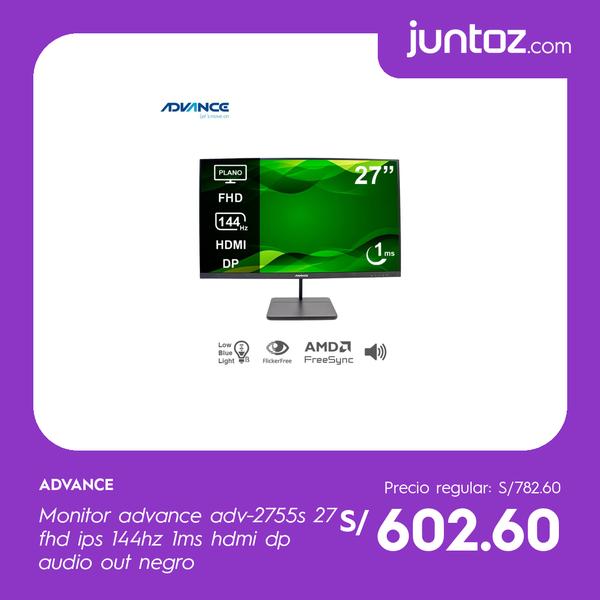 juntoz.com
ADVANCE
Let's move on
PLANO
27”
FHD
144Hz
HDMI
1ms
DP
ADVANCE
Low
Blue
Light
FlickerFree
AMD
FreeSync
ADVANCE
Precio regular: S/782.60
Monitor advance adv-2755s 27
fhd ips 144hz 1ms hdmi dp
audio out negro
S/ 602.60